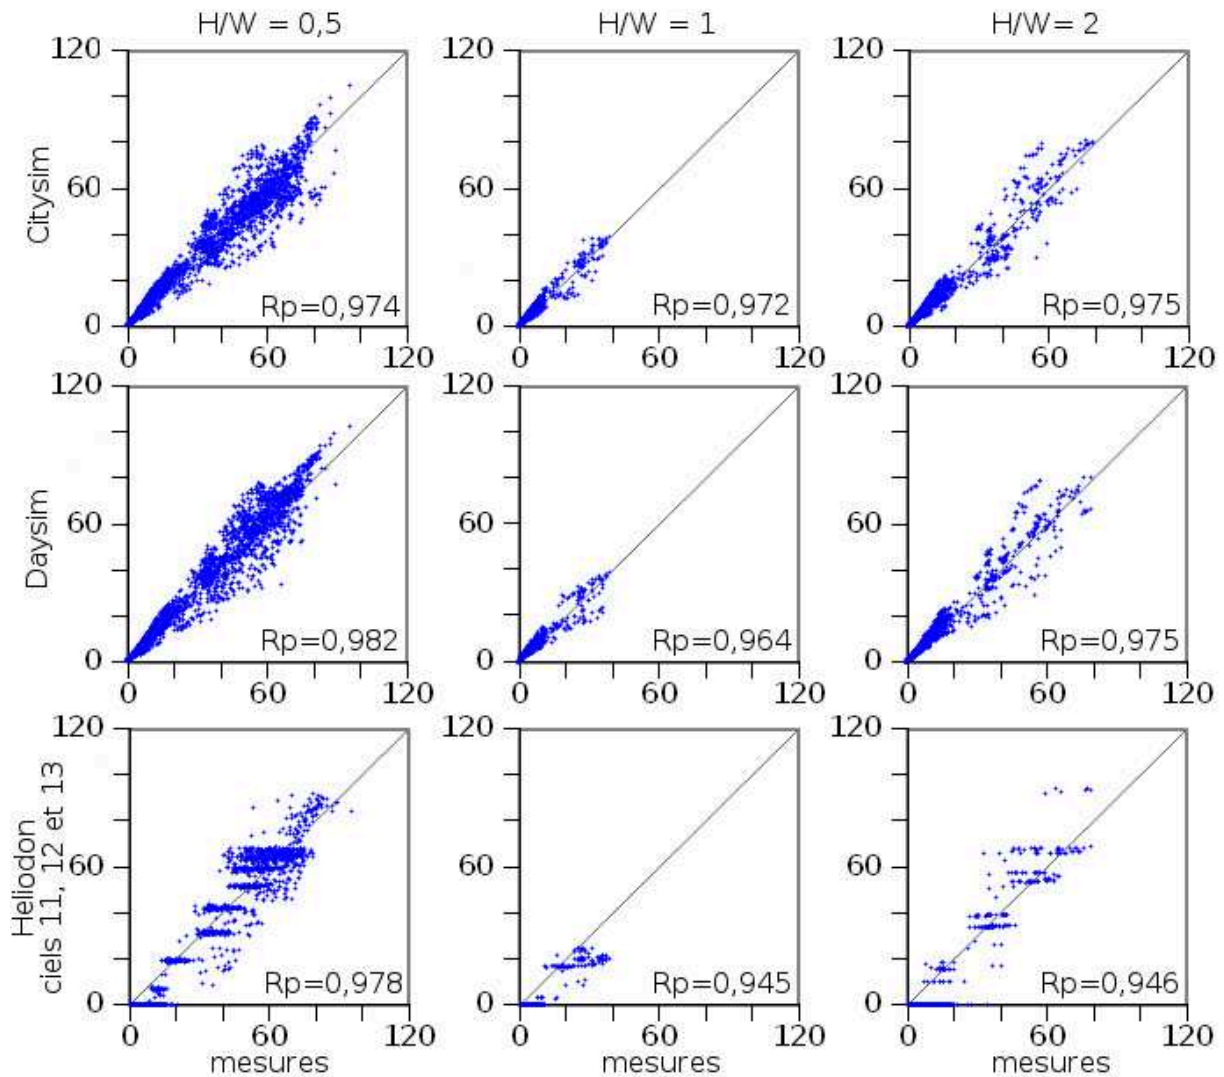 H/W = 0,5 H/W = 1 H/W= 2
Citysim
120 60 0
Rp=0,974
0 60 120
120 60 0
Rp=0,972
0 60 120
120 60 0
Rp=0,975
0 60 120
Daysim
120 60 0
Rp=0,982
0 60 120
120 60 0
Rp=0,964
0 60 120
120 60 0
Rp=0,975
0 60 120
Heliodon
ciels 11, 12 et 13
120 60 0
Rp=0,978
0 60 120
mesures
120 60 0
Rp=0,945
0 60 120
mesures
120 60 0
Rp=0,946
0 60 120
mesures